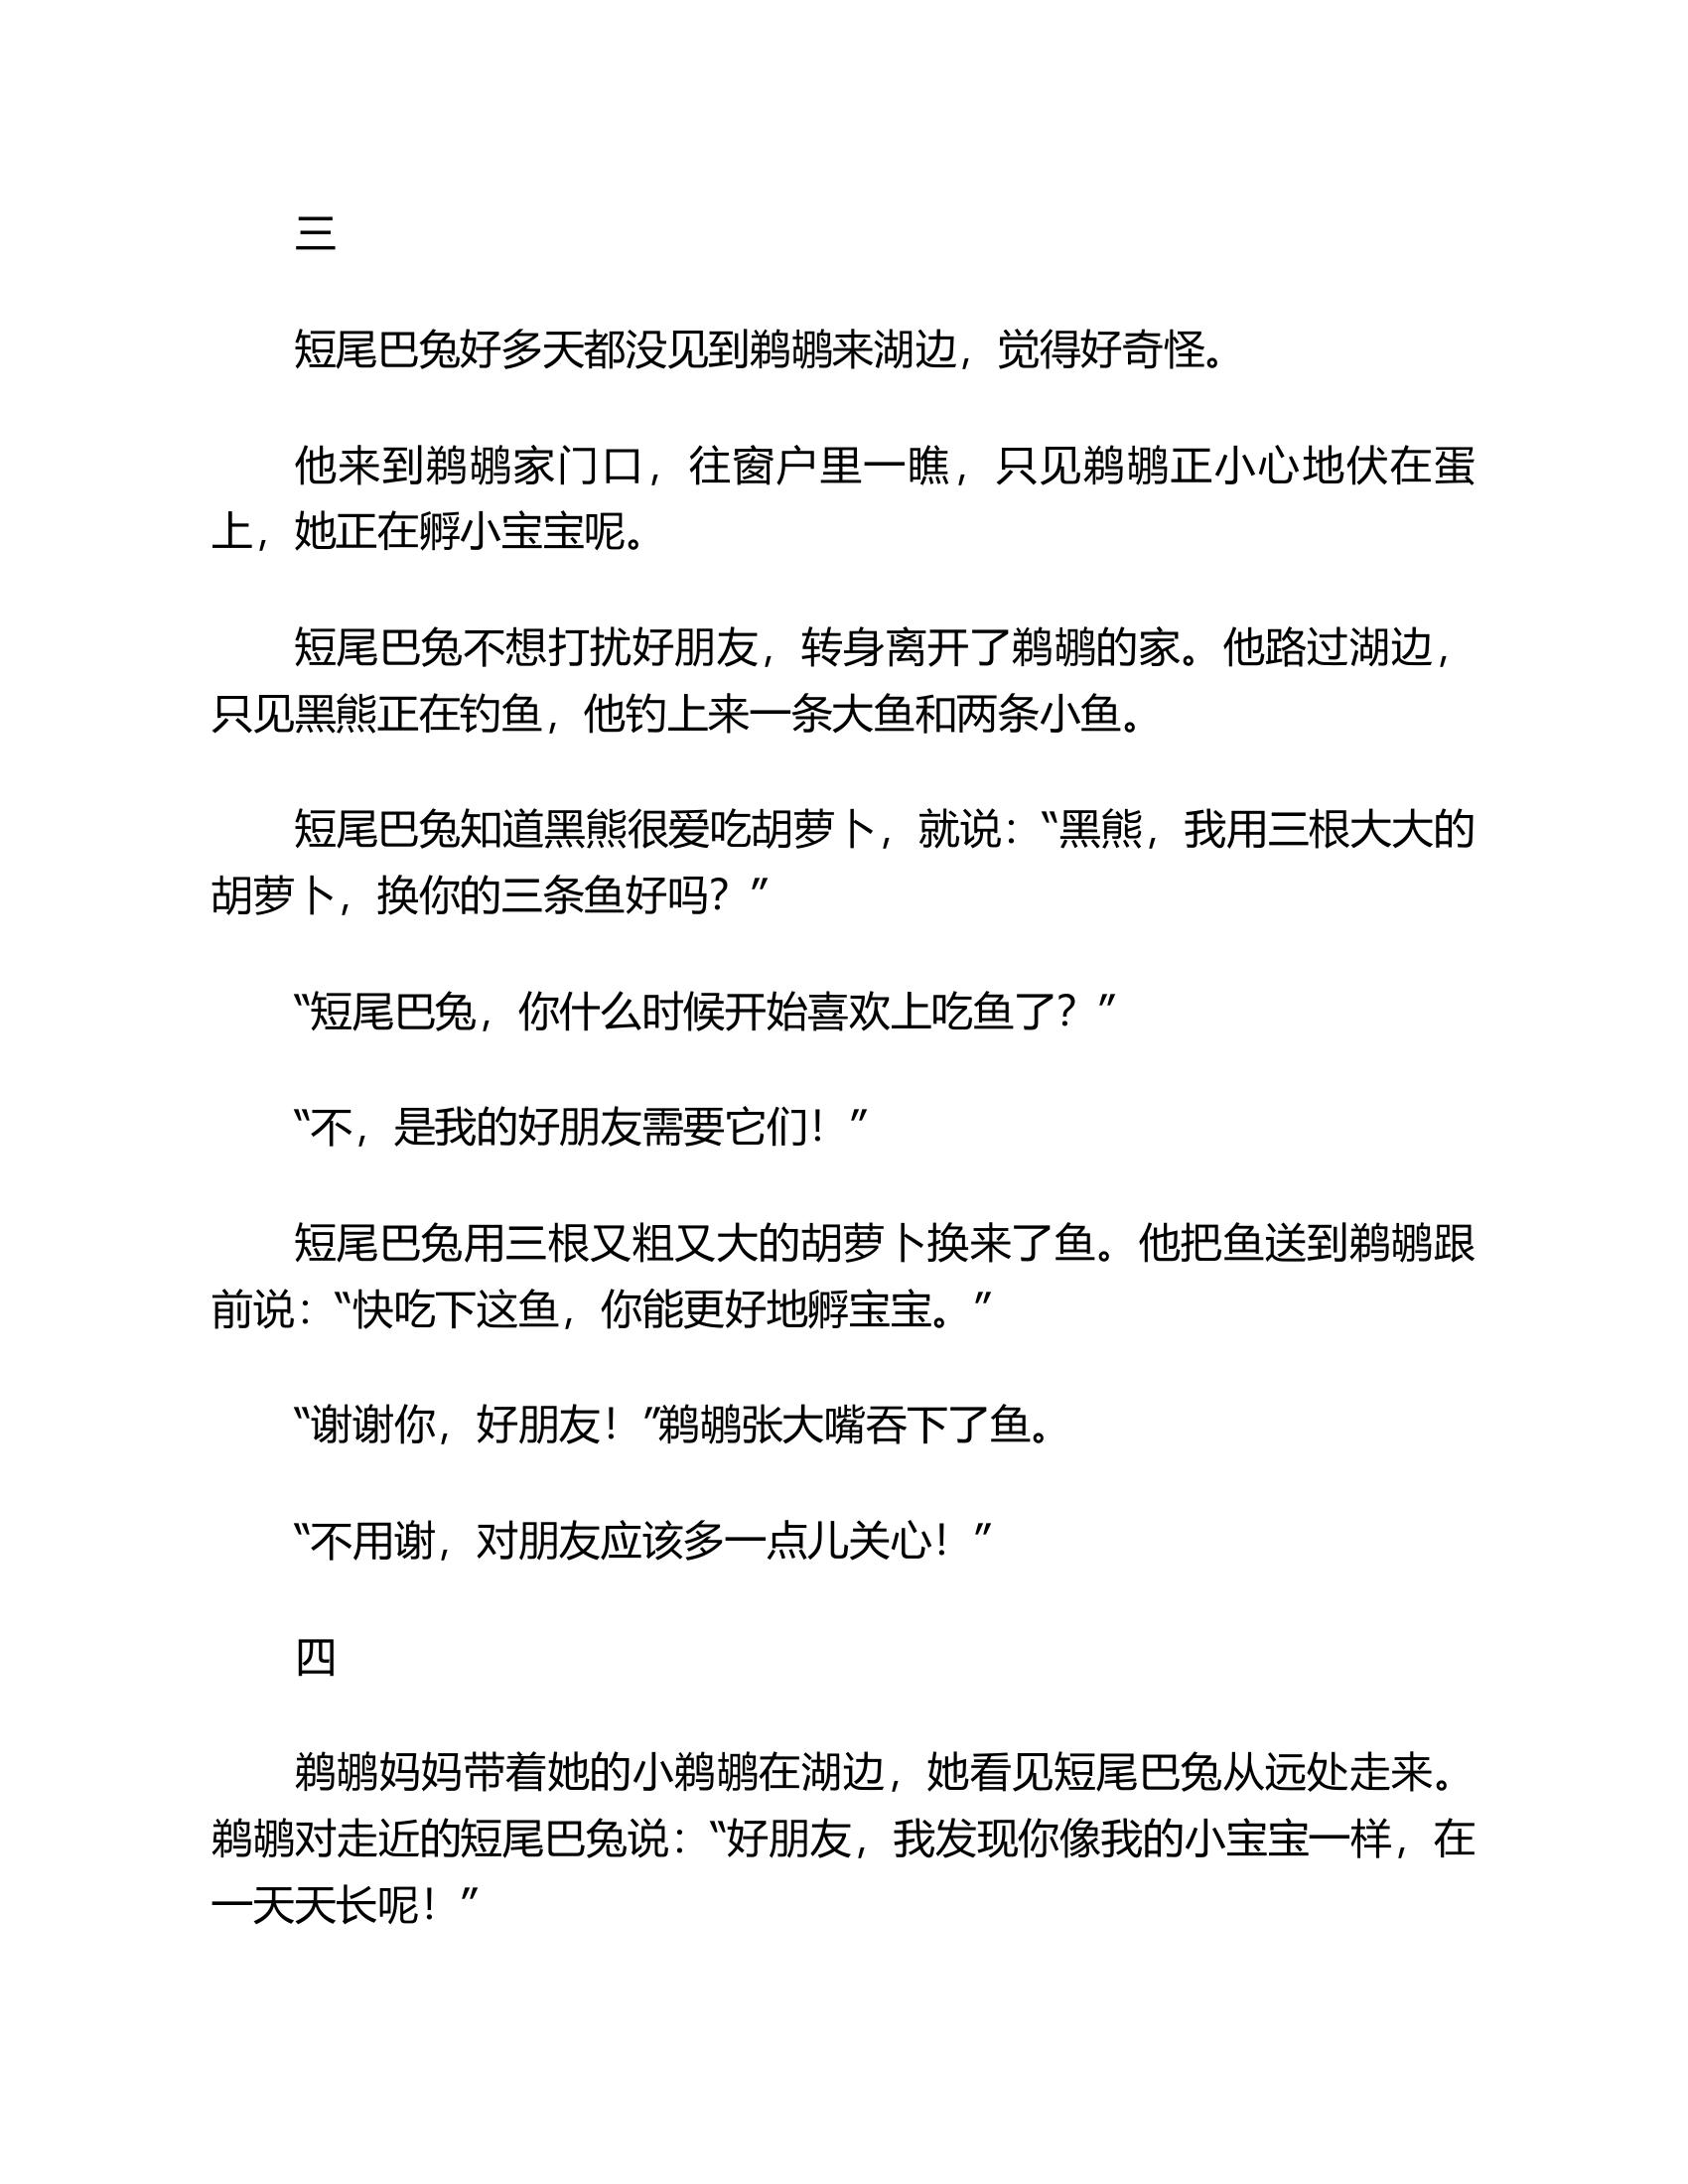 三
短尾巴兔好多天都没见到鹈鹕来湖边，觉得好奇怪。
他来到鹈鹕家门口，往窗户里一瞧，只见鹈鹕正小心地伏在蛋
上，她正在孵小宝宝呢。
短尾巴兔不想打扰好朋友，转身离开了鹈鹕的家。他路过湖边，
只见黑熊正在钓鱼，他钓上来一条大鱼和两条小鱼。
短尾巴兔知道黑熊很爱吃胡萝卜，就说：“黑熊，我用三根大大的
胡萝卜，换你的三条鱼好吗？”
“短尾巴兔，你什么时候开始喜欢上吃鱼了？”
“不，是我的好朋友需要它们！”
短尾巴兔用三根又粗又大的胡萝卜换来了鱼。他把鱼送到鹈鹕跟
前说：“快吃下这鱼，你能更好地孵宝宝。”
“谢谢你，好朋友！”鹈鹕张大嘴吞下了鱼。
“不用谢，对朋友应该多一点儿关心！”
四
鹈鹕妈妈带着她的小鹈鹕在湖边，她看见短尾巴兔从远处走来。
鹈鹕对走近的短尾巴兔说：“好朋友，我发现你像我的小宝宝一样，在
一天天长呢！”